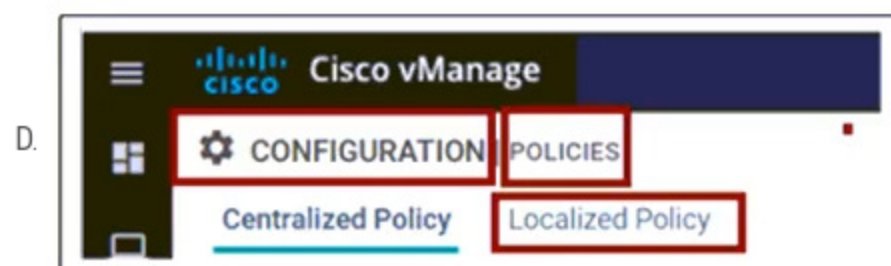 CISCO Cisco vManage
D. CONFIGURATION | POLICIES
Centralized Policy Localized Policy